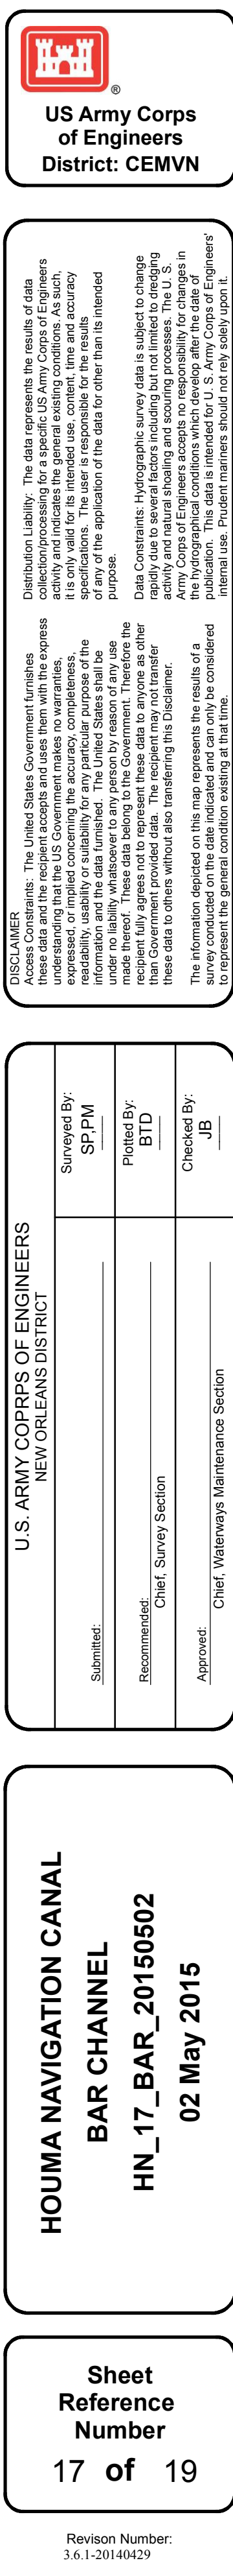 ®
US Army Corps
of Engineers
District: CEMVN
DISCLAIMER
Access Constraints: The United States Government furnishes
these data and the recipient accepts and uses them with the express
understanding that the US Government makes no warranties,
expressed, or implied concerning the accuracy, completeness,
readability, usability or suitability for any particular purpose of the
information and the data furnished. The United States shall be
under no liability whatsoever to any person by reason of any use
made thereof. These data belong to the Government. Therefore the
recipient fully agrees not to represent these data to anyone as other
than Government provided data. The recipient may not transfer
these data to others without also transferring this Disclaimer.
The information depicted on this map represents the results of a
survey conducted on the date indicated and can only be considered
to represent the general condition existing at that time.
Distribution Liability: The data represents the results of data
collection/processing for a specific US Army Corps of Engineers
activity and indicates the general existing conditions. As such,
it is only valid for its intended use, content, time and accuracy
specifications. The user is responsible for the results
of any of the application of the data for other than its intended
purpose.
Data Constraints: Hydrographic survey data is subject to change
rapidly due to several factors including but not limited to dredging
activity and natural shoaling and scouring processes. The U. S.
Army Corps of Engineers accepts no responsibility for changes in
the hydrographical conditions which develop after the date of
publication. This data is intended for U. S. Army Corps of Engineers'
internal use. Prudent mariners should not rely solely upon it.
U.S. ARMY COPRPS OF ENGINEERS
NEW ORLEANS DISTRICT
Submitted:
Surveyed By:
SP,PM
Recommended:
Chief, Survey Section
Plotted By:
BTD
Approved:
Chief, Waterways Maintenance Section
Checked By:
JB
HOUMA NAVIGATION CANAL
BAR CHANNEL
HN_17_BAR_20150502
02 May 2015
Sheet
Reference
Number
17 of 19
Revison Number:
3.6.1-20140429